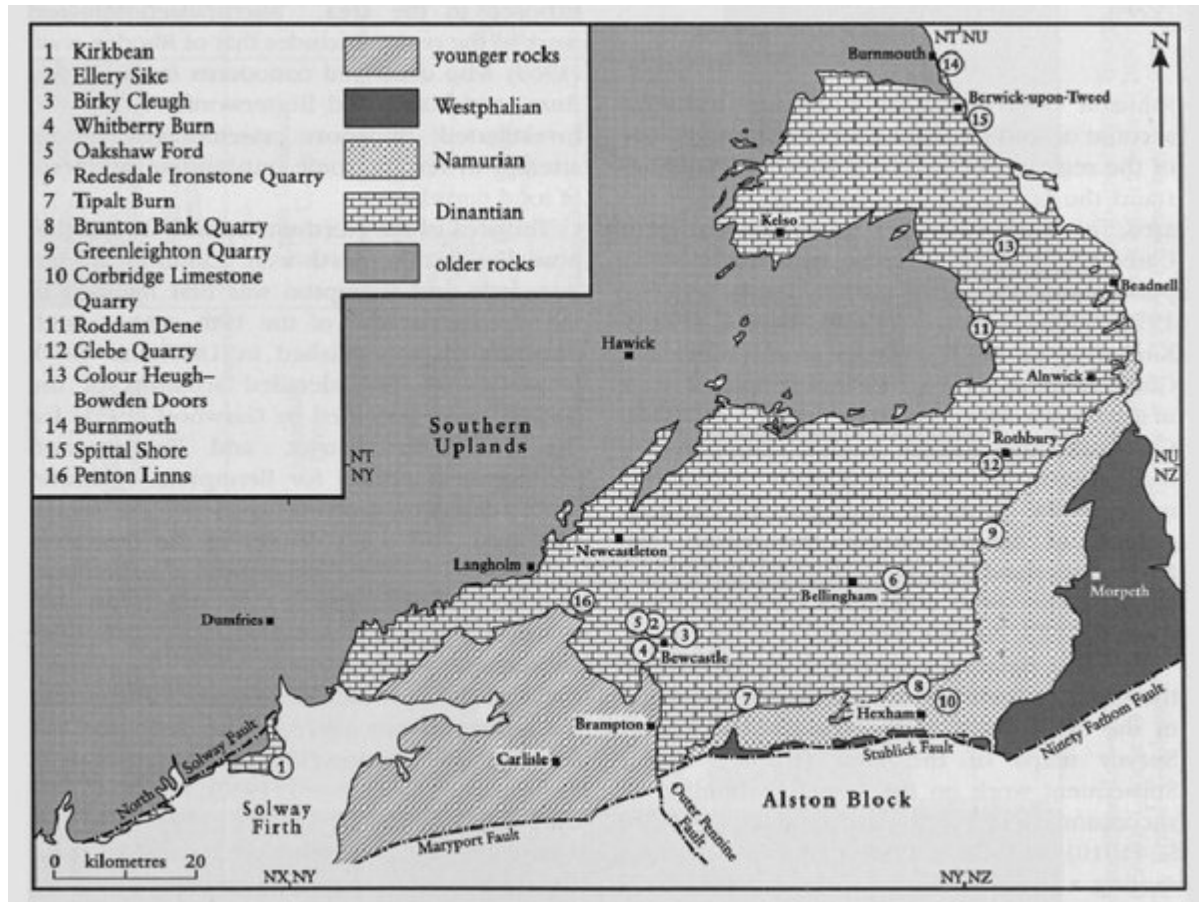 1 Kirkbean
2 Ellery Sike
3 Birky Cleugh
4 Whitberry Burn
5 Oakshaw Ford
6 Redesdale Ironstone Quarry
7 Tipalt Burn
8 Brunton Bank Quarry
9 Greenleighton Quarry
10 Corbridge Limestone
Quarry
11 Roddam Dene
12 Glebe Quarry
13 Colour Heugh–
Bowden Doors
14 Burnmouth
15 Spittal Shore
16 Penton Linns
younger rocks
Westphalian
Namurian
Dinantian
older rocks
NT NU
N
Burnmouth
14
Berwick-upon-Tweed
15
Kelso
13
Beadnell
11
Hawick
Alnwick
Southern
Uplands
Rothbury
12
NT
NY
NU
NZ
9
Newcastleton
Langholm
Bellingham
6
Morpeth
16
Dumfries
5
2
3
4
Bewcastle
7
8
10
Hexham
Brampton
Carlisle
Stublick Fault
Ninety Fathom Fault
North Solway Fault
1
Solway
Firth
Alston Block
Outer Pennine
Fault
Maryport Fault
0 kilometres 20
NX NY
NY NZ